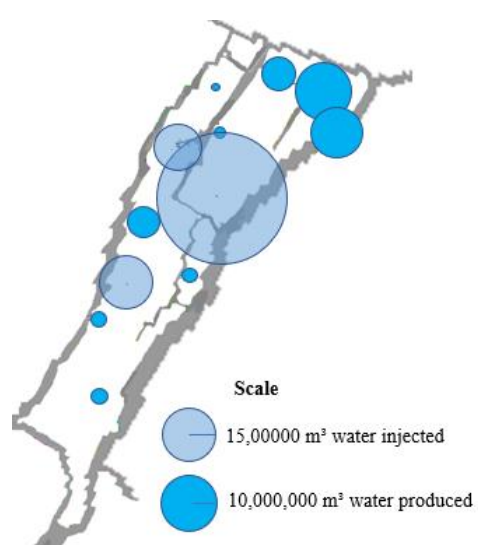 Scale
15,00000 m³ water injected
10,000,000 m³ water produced